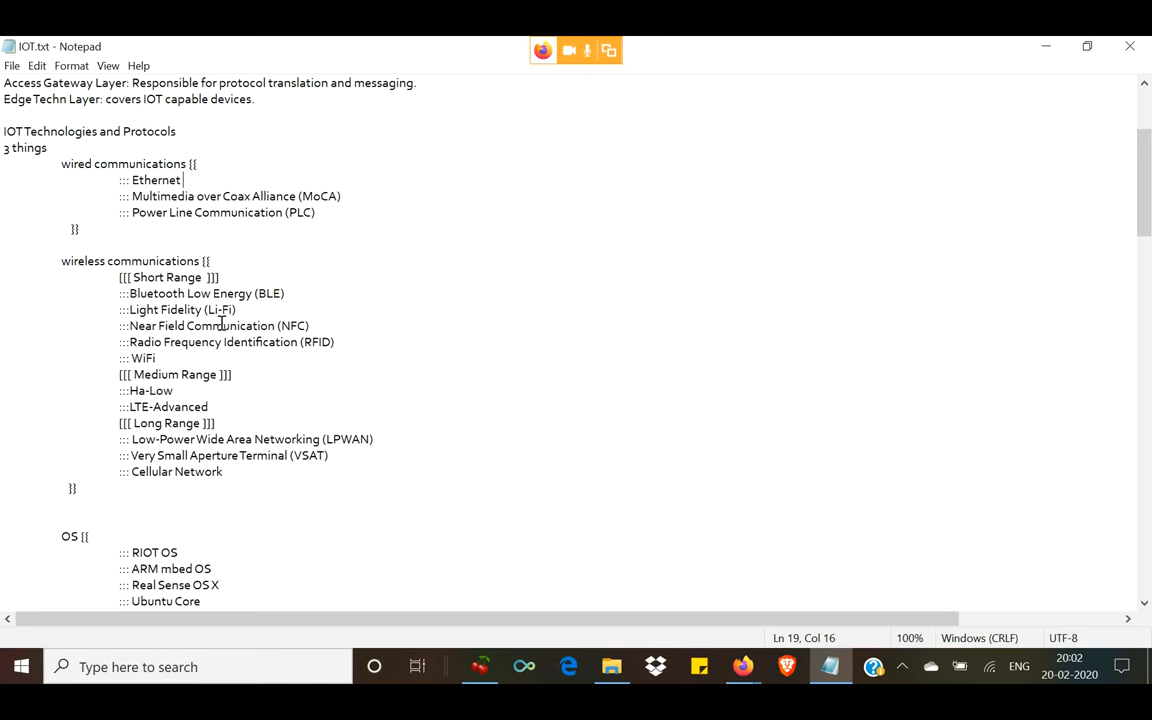 IOT.txt - Notepad
File Edit Format View Help
Access Gateway Layer: Responsible for protocol translation and messaging.
Edge Techn Layer: covers IOT capable devices.
IOT Technologies and Protocols
3 things
wired communications {{
::: Ethernet
::: Multimedia over Coax Alliance (MoCA)
::: Power Line Communication (PLC)
}}
wireless communications {{
[[[ Short Range ]]]
:::Bluetooth Low Energy (BLE)
:::Light Fidelity (Li-Fi)
:::Near Field Communication (NFC)
:::Radio Frequency Identification (RFID)
::: WiFi
[[[ Medium Range ]]]
:::Ha-Low
:::LTE-Advanced
[[[ Long Range ]]]
::: Low-Power Wide Area Networking (LPWAN)
::: Very Small Aperture Terminal (VSAT)
::: Cellular Network
}}
OS {{
::: RIOT OS
::: ARM mbed OS
::: Real Sense OS X
::: Ubuntu Core
Ln 19, Col 16 100% Windows (CRLF) UTF-8
Type here to search
ENG
20:02
20-02-2020